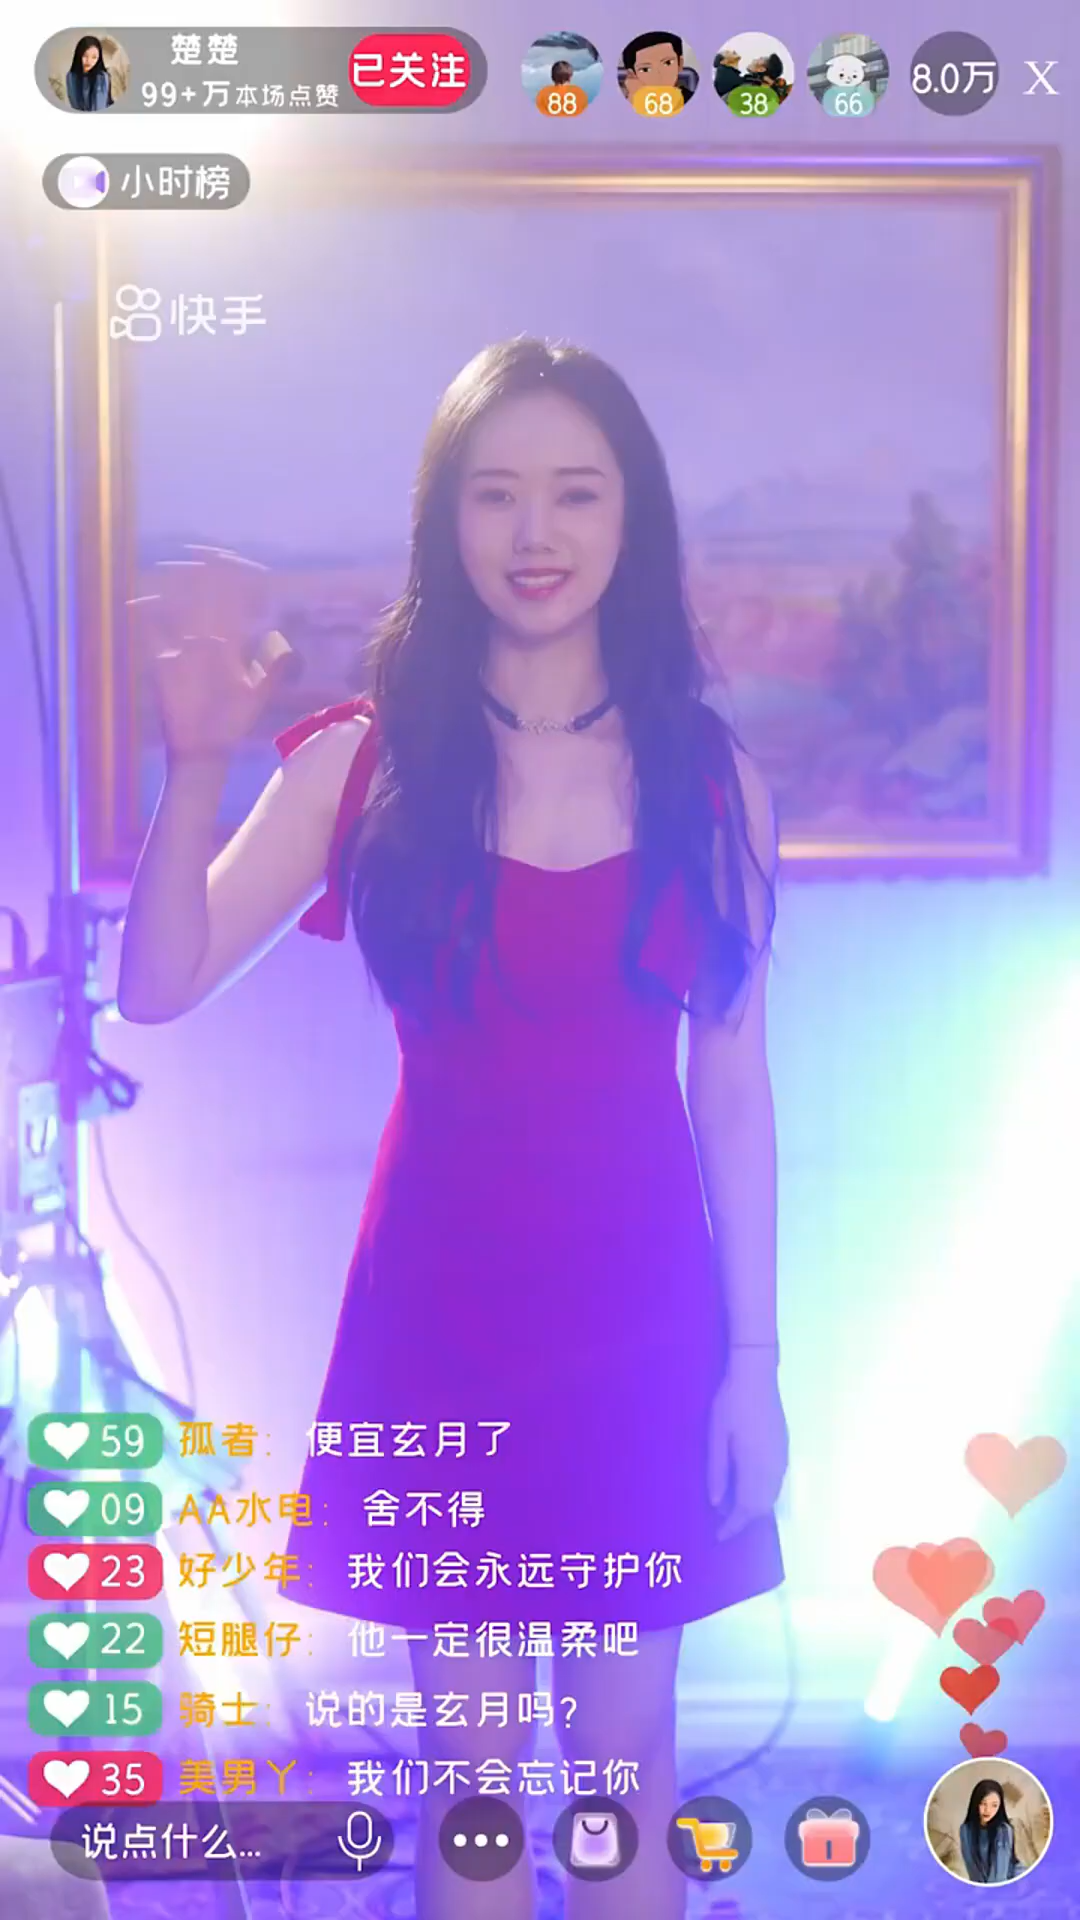 楚楚
99+万本场点赞
已关注
88
68
38
66
8.0万
X
小时榜
快手
59 孤者: 便宜玄月了
09 AA水电: 舍不得
23 好少年: 我们会永远守护你
22 短腿仔: 他一定很温柔吧
15 骑士: 说的是玄月吗?
35 美男丫: 我们不会忘记你
说点什么...